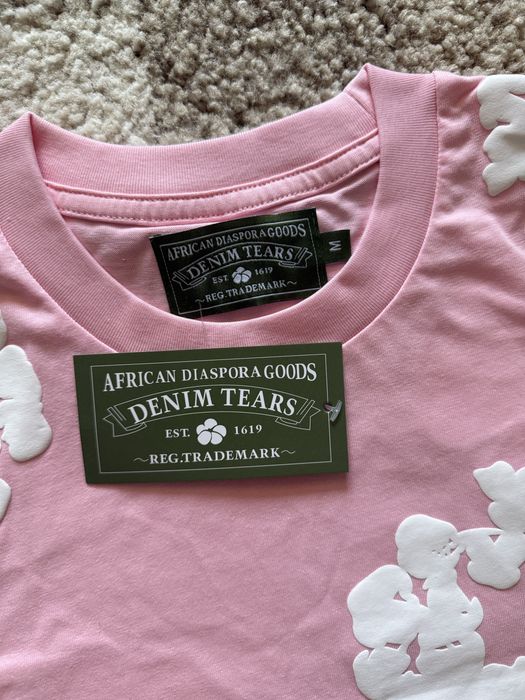 AFRICAN DIASPORA GOODS
DENIM TEARS
EST. 1619
~REG.TRADEMARK~
M
AFRICAN DIASPORA GOODS
DENIM TEARS
EST. 1619
~REG.TRADEMARK~